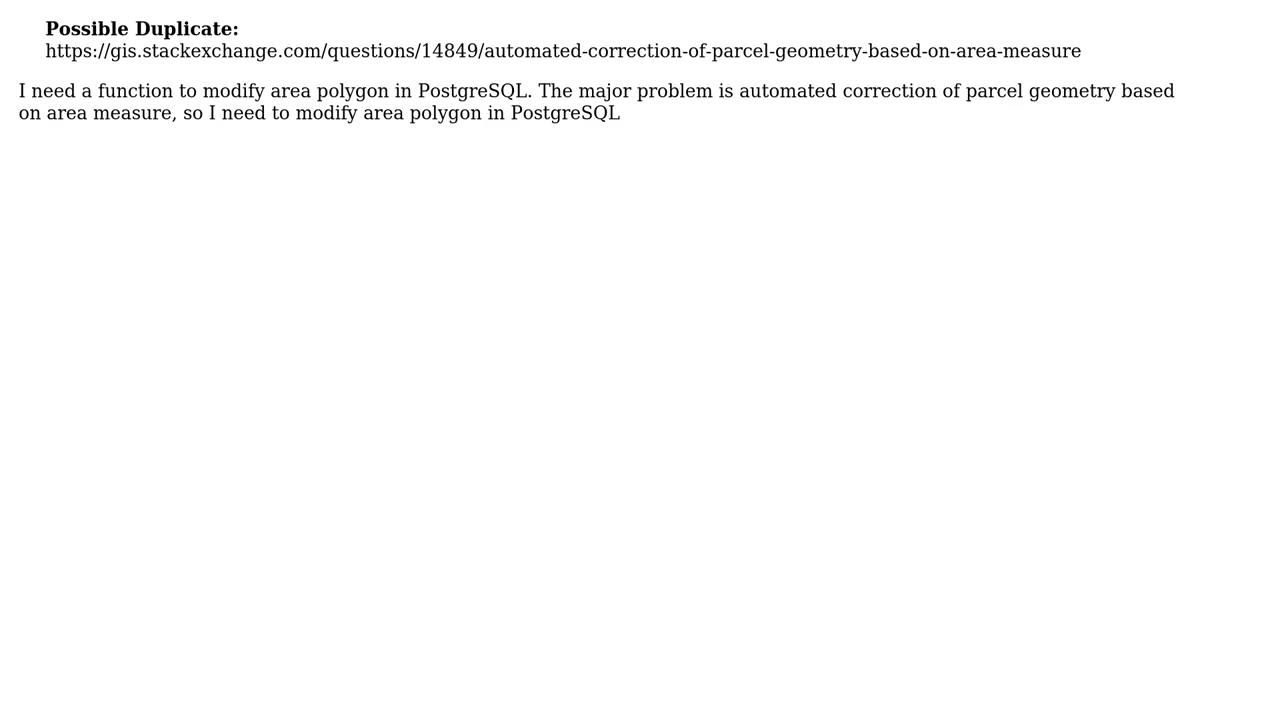 Possible Duplicate:
https://gis.stackexchange.com/questions/14849/automated-correction-of-parcel-geometry-based-on-area-measure
I need a function to modify area polygon in PostgreSQL. The major problem is automated correction of parcel geometry based
on area measure, so I need to modify area polygon in PostgreSQL